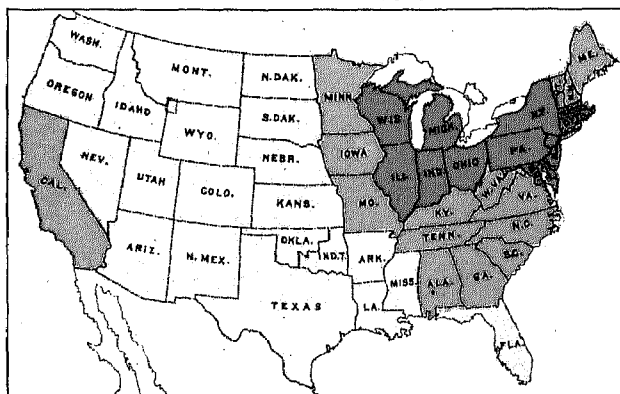 WASH.
MONT.
N.DAK.
MINN.
ME.
OREGON
IDAHO
S.DAK.
WIS.
MICH.
N.Y.
WYO.
NEBR.
IOWA
PA.
NEV.
UTAH
COLO.
KANS.
MO.
ILL.
IND.
OHIO
W.VA.
VA.
CAL.
KY.
ARIZ.
N.MEX.
OKLA.
IND.T.
ARK.
TENN.
N.C.
S.C.
TEXAS
LA.
MISS.
ALA.
GA.
FLA.